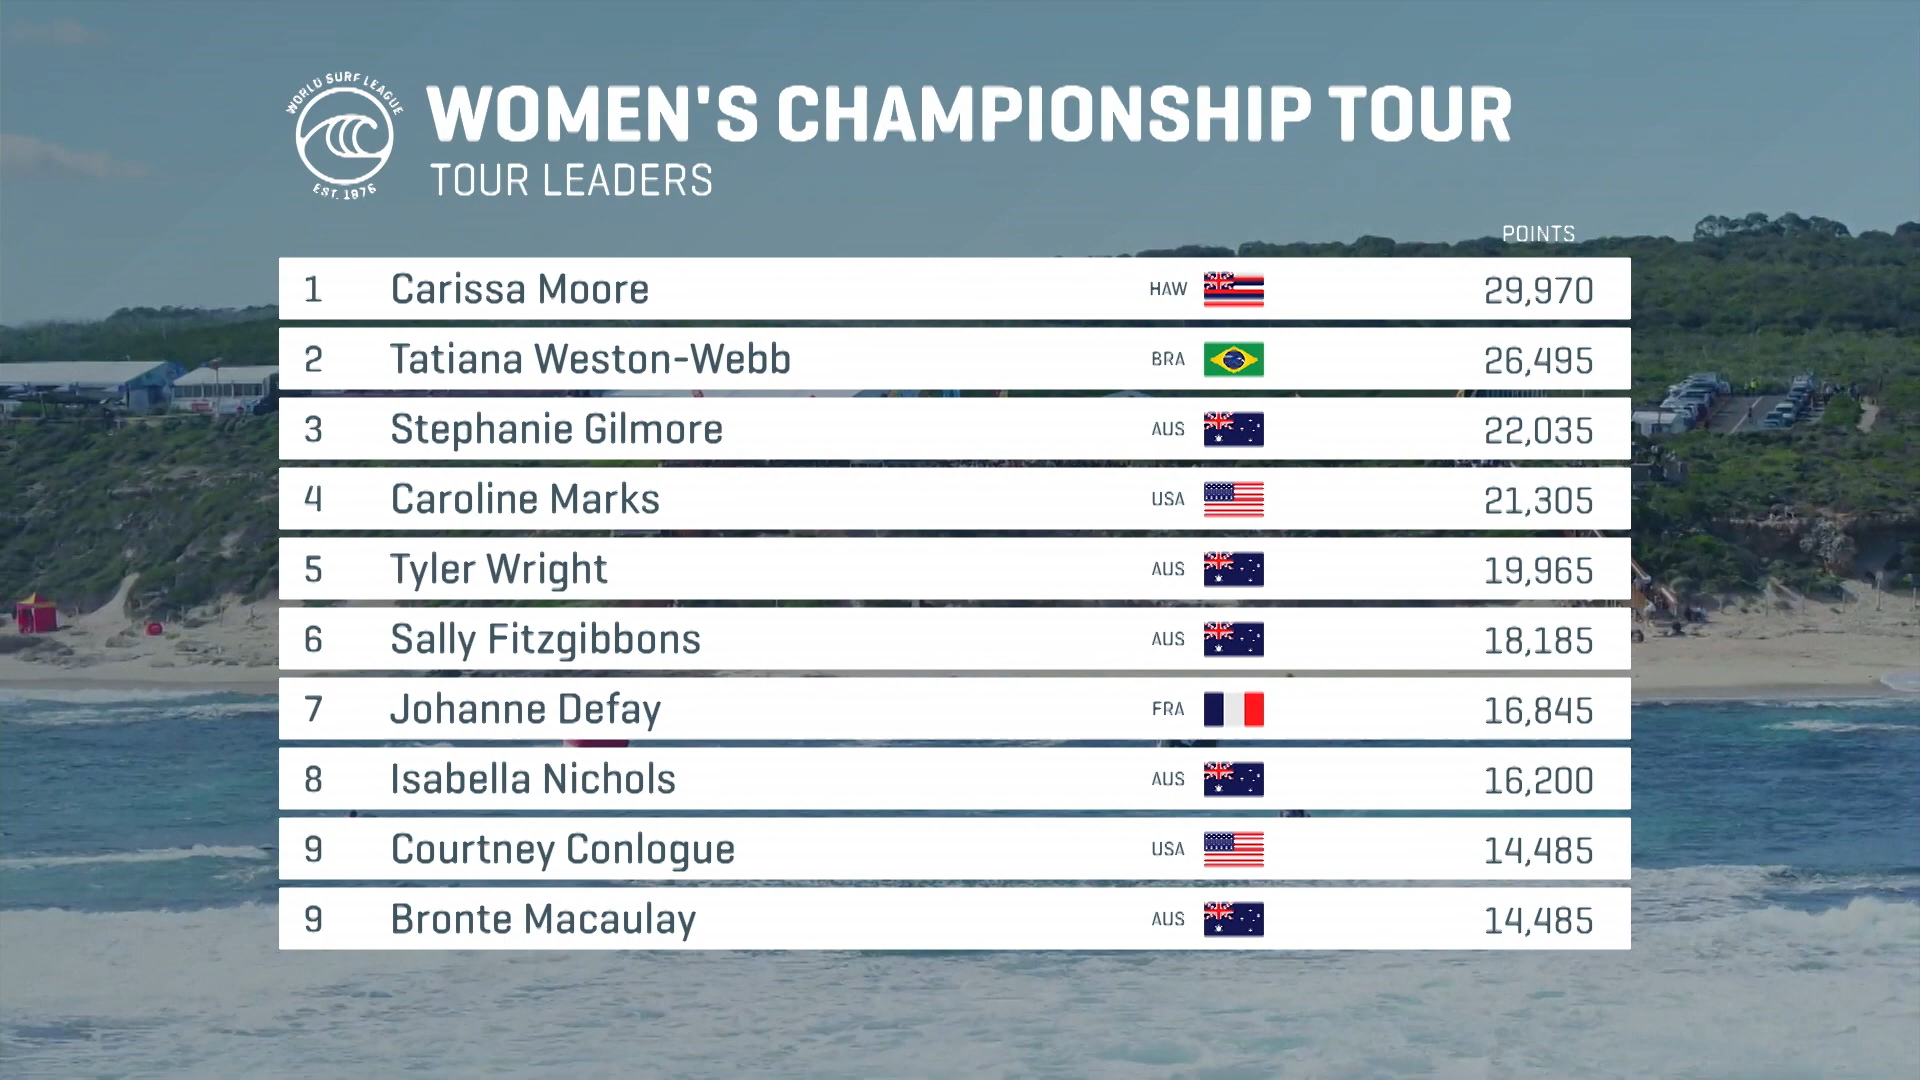 WORLD SURF LEAGUE
EST. 1976
WOMEN'S CHAMPIONSHIP TOUR
TOUR LEADERS
POINTS
1 Carissa Moore HAW 29,970
2 Tatiana Weston-Webb BRA 26,495
3 Stephanie Gilmore AUS 22,035
4 Caroline Marks USA 21,305
5 Tyler Wright AUS 19,965
6 Sally Fitzgibbons AUS 18,185
7 Johanne Defay FRA 16,845
8 Isabella Nichols AUS 16,200
9 Courtney Conlogue USA 14,485
9 Bronte Macaulay AUS 14,485